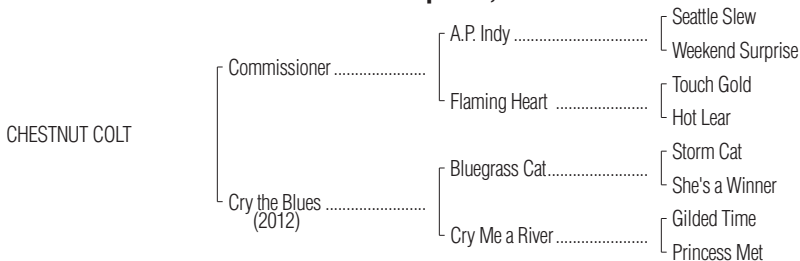 Seattle Slew
A.P. Indy ................................
Weekend Surprise
Commissioner ......................
Touch Gold
Flaming Heart ......................
Hot Lear
CHESTNUT COLT
Storm Cat
Bluegrass Cat........................
She's a Winner
Cry the Blues ........................
(2012)
Gilded Time
Cry Me a River......................
Princess Met